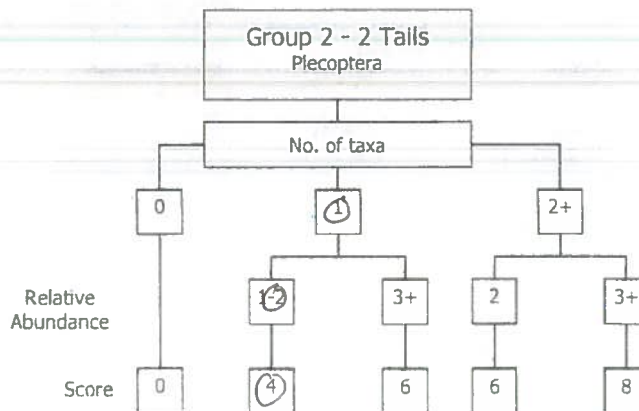 Group 2 - 2 Tails
Plecoptera
No. of taxa
0 1 2+
Relative Abundance 1-2 3+ 2 3+
Score 0 4 6 6 8